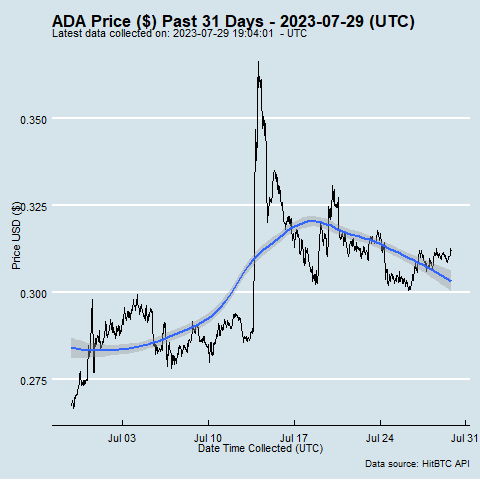 ADA Price ($) Past 31 Days - 2023-07-29 (UTC)
Latest data collected on: 2023-07-29 19:04:01  - UTC
Price USD ($)
0.350
0.325
0.300
0.275
Jul 03
Jul 10
Jul 17
Jul 24
Jul 31
Date Time Collected (UTC)
Data source: HitBTC API